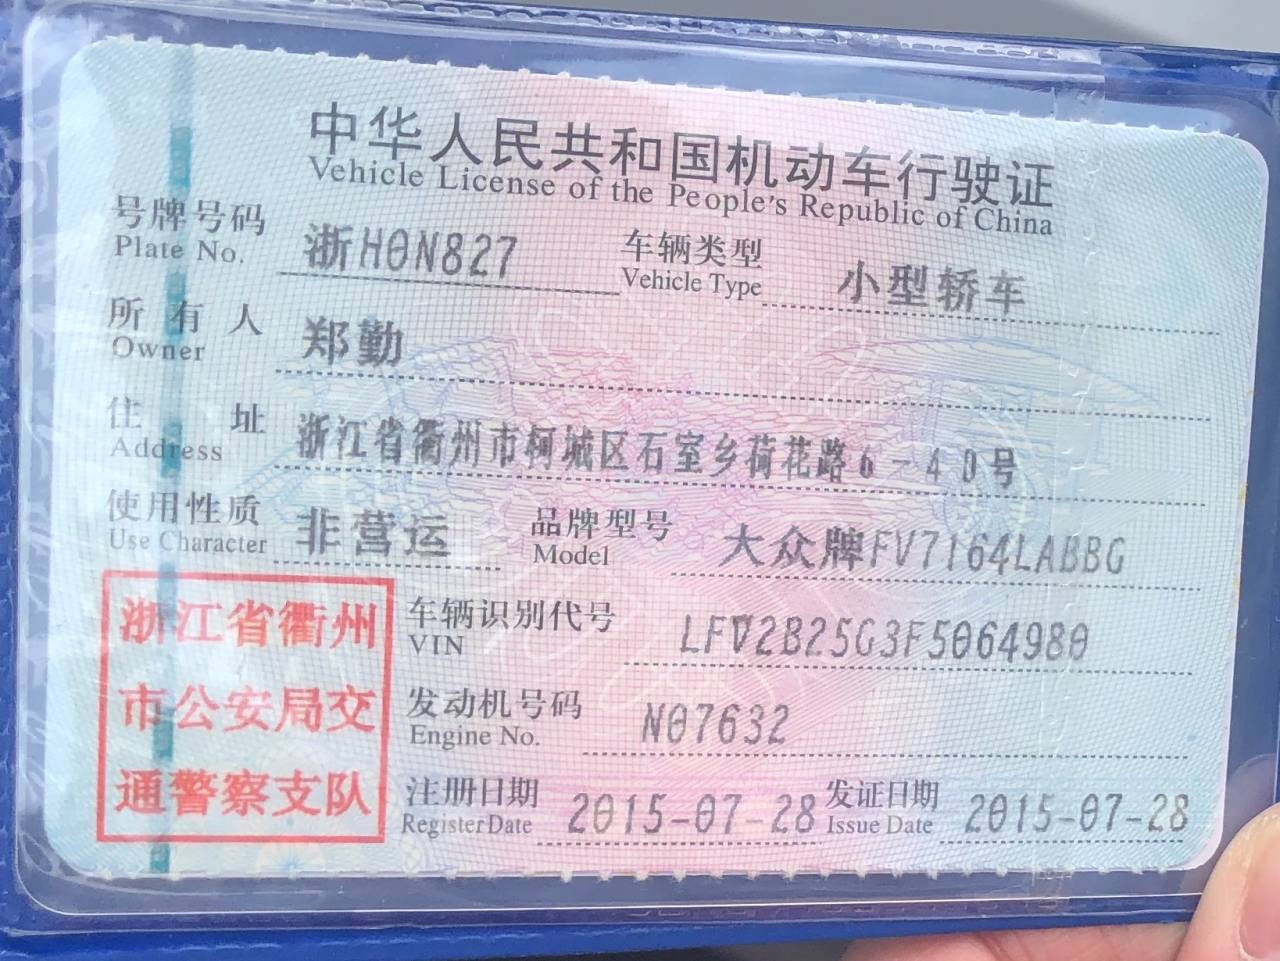 中华人民共和国机动车行驶证
Vehicle License of the People's Republic of China
号牌号码 浙H0N827 车辆类型 小型轿车
Plate No. Vehicle Type
所有人 郑勤
Owner
住址 浙江省衢州市柯城区石室乡荷花路6-40号
Address
使用性质 非营运 品牌型号 大众牌FV7164LABBG
Use Character Model
车辆识别代号 LFV2B25G3F5064980
VIN
发动机号码 N07632
Engine No.
注册日期 2015-07-28 发证日期 2015-07-28
Register Date Issue Date
浙江省衢州
市公安局交
通警察支队